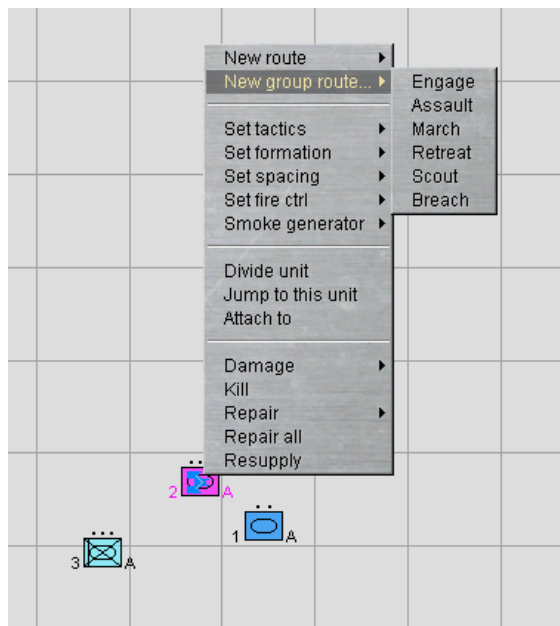 New route
New group route...
Engage
Assault
March
Retreat
Scout
Breach
Set tactics
Set formation
Set spacing
Set fire ctrl
Smoke generator
Divide unit
Jump to this unit
Attach to
Damage
Kill
Repair
Repair all
Resupply
2 A
1 A
3 A